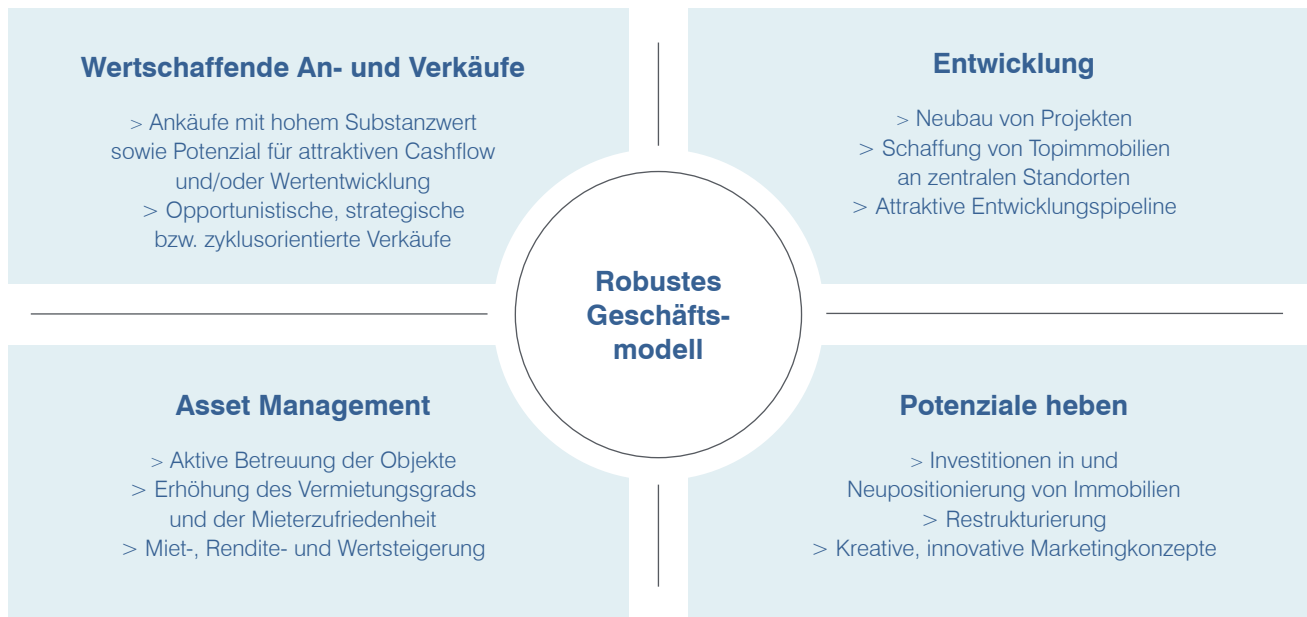 Wertschaffende An- und Verkäufe
> Ankäufe mit hohem Substanzwert
sowie Potenzial für attraktiven Cashflow
und/oder Wertentwicklung
> Opportunistische, strategische
bzw. zyklusorientierte Verkäufe
Entwicklung
> Neubau von Projekten
> Schaffung von Topimmobilien
an zentralen Standorten
> Attraktive Entwicklungspipeline
Robustes
Geschäfts-
modell
Asset Management
> Aktive Betreuung der Objekte
> Erhöhung des Vermietungsgrads
und der Mieterzufriedenheit
> Miet-, Rendite- und Wertsteigerung
Potenziale heben
> Investitionen in und
Neupositionierung von Immobilien
> Restrukturierung
> Kreative, innovative Marketingkonzepte